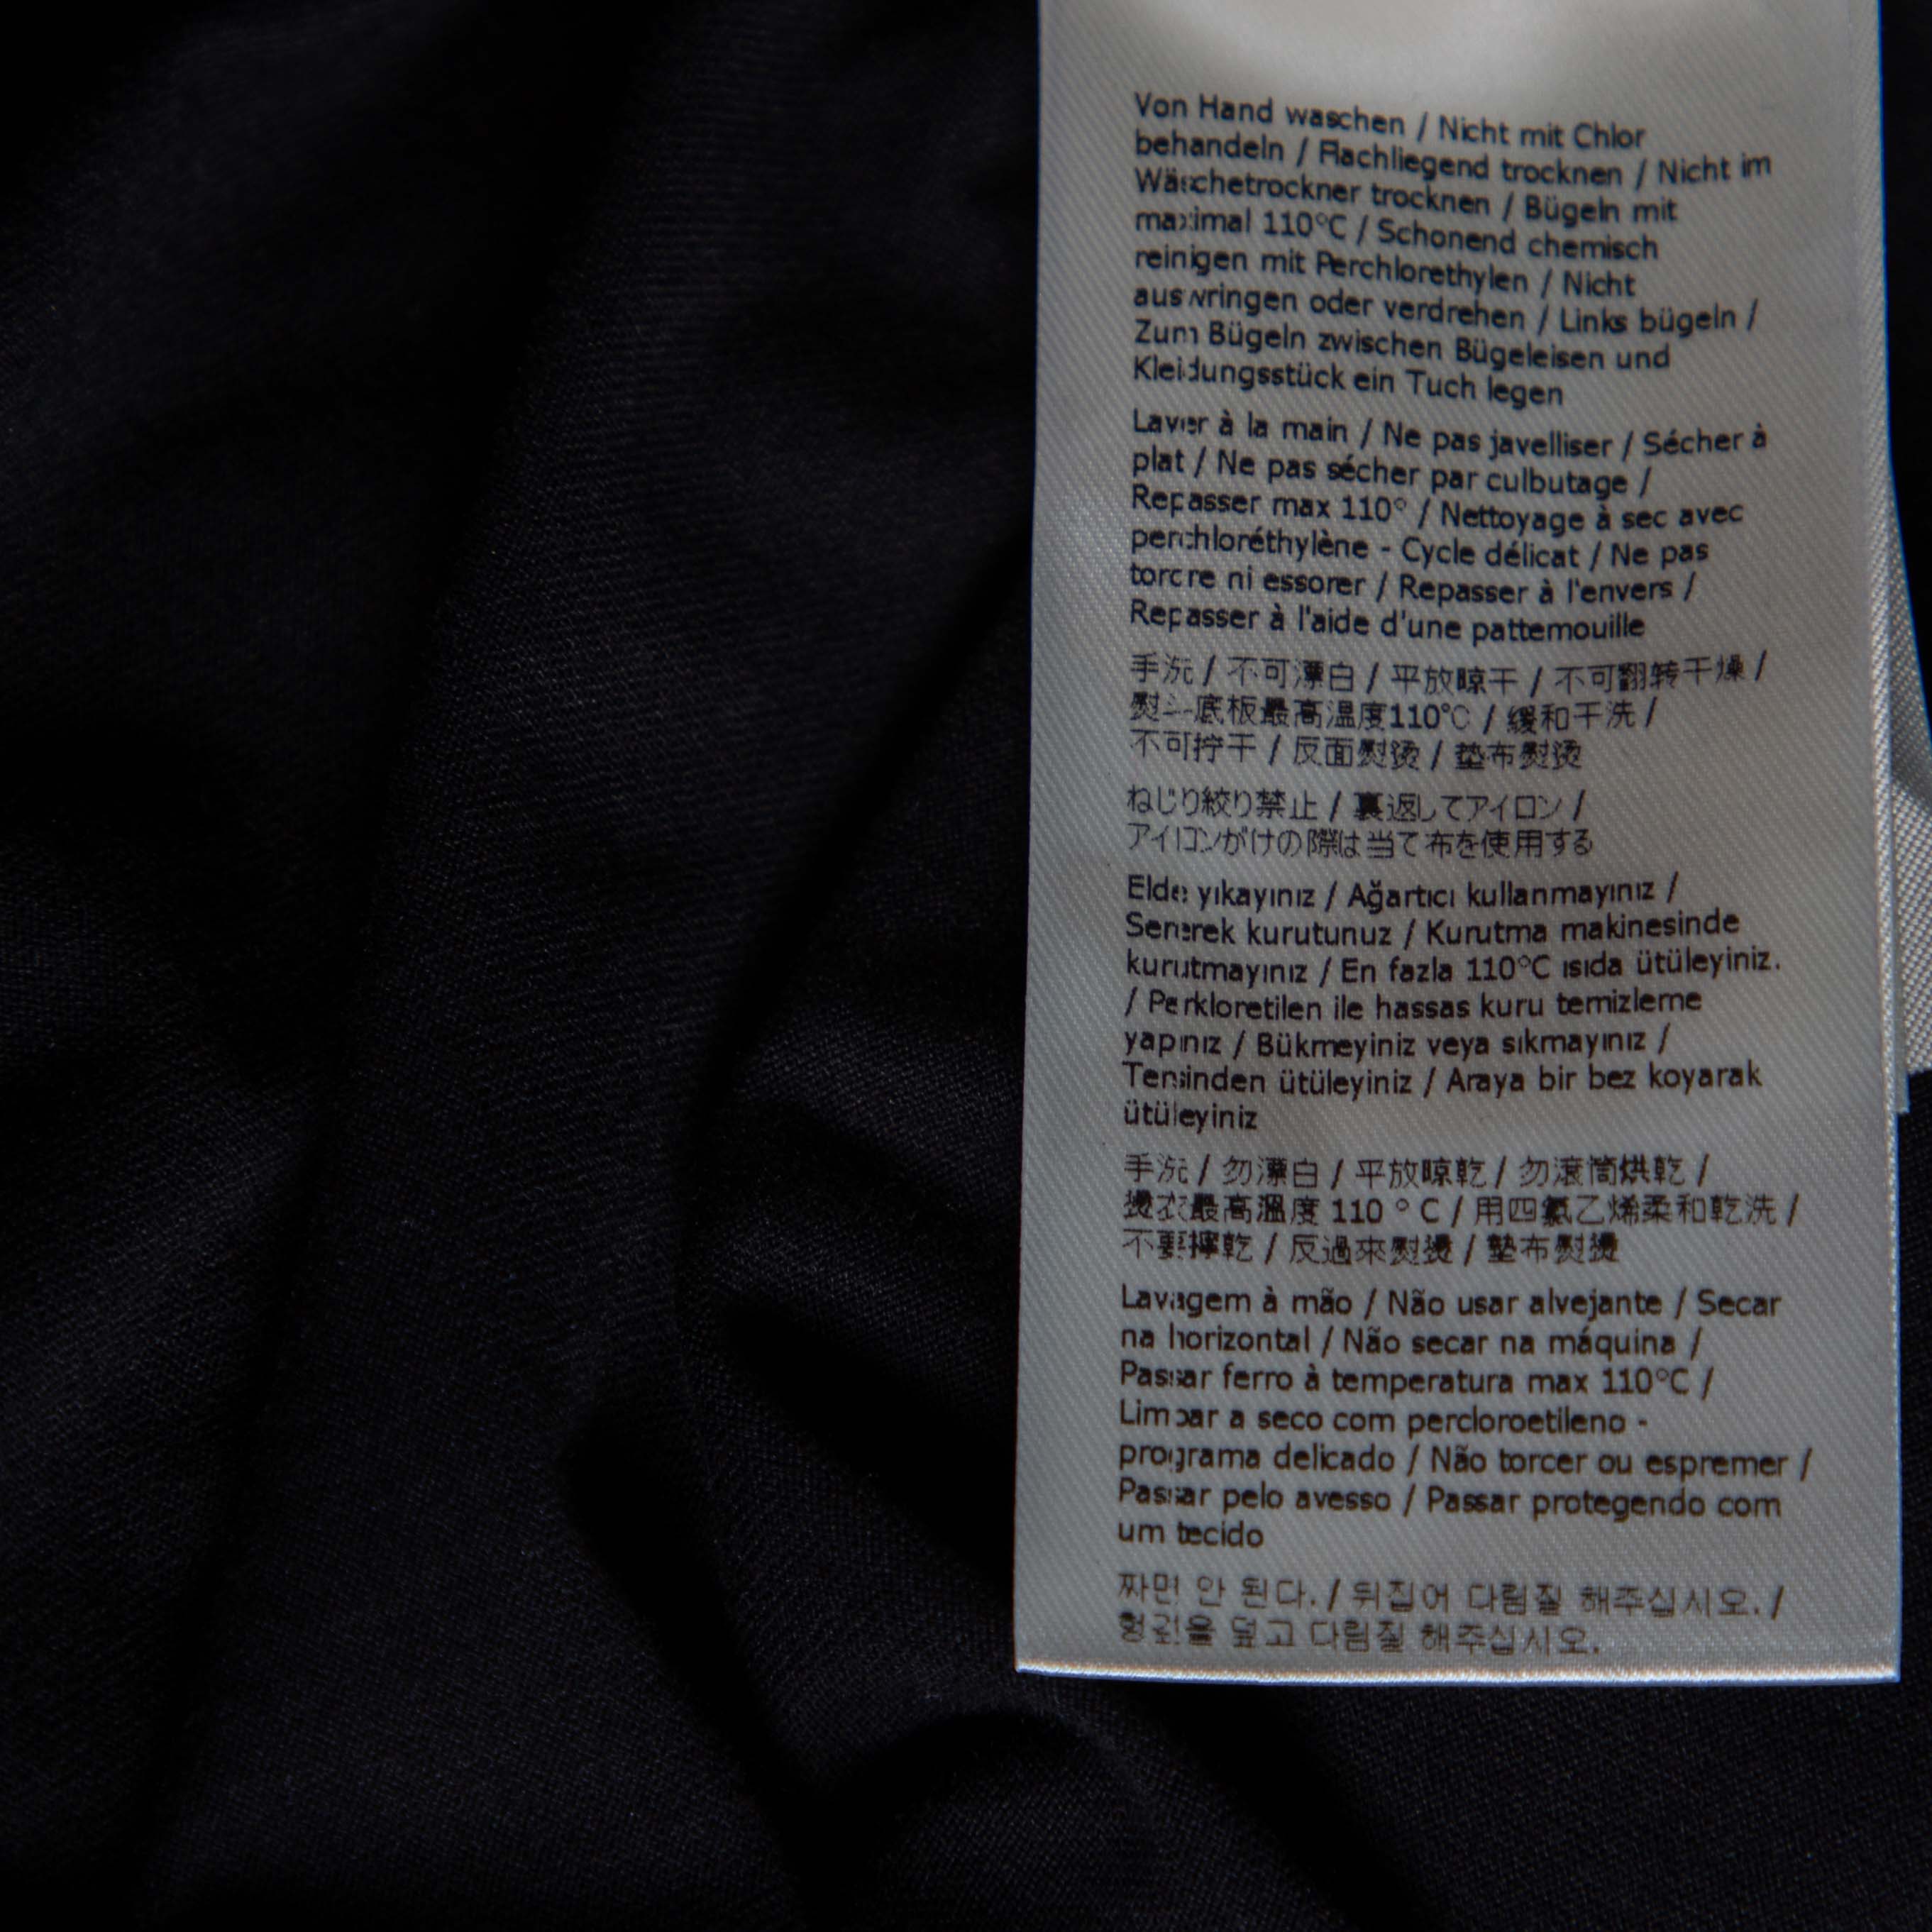 Von Hand waschen / Nicht mit Chlor
behandeln / Flachliegend trocknen / Nicht im
Wäschetrockner trocknen / Bügeln mit
maximal 110°C / Schonend chemisch
reinigen mit Perchlorethylen / Nicht
auswringen oder verdrehen / Links bügeln /
Zum Bügeln zwischen Bügeleisen und
Kleidungsstück ein Tuch legen
Laver à la main / Ne pas javelliser / Sécher à
plat / Ne pas sécher par culbutage /
Repasser max 110° / Nettoyage à sec avec
perchloréthylène - Cycle délicat / Ne pas
tordre ni essorer / Repasser à l'envers /
Repasser à l'aide d'une pattemouille
手洗 / 不可漂白 / 平放晾干 / 不可翻转干燥 /
熨斗底板最高温度110°C / 缓和干洗 /
不可拧干 / 反面熨烫 / 垫布熨烫
ねじり絞り禁止 / 裏返してアイロン /
アイロンがけの際は当て布を使用する
Elde yıkayınız / Ağartıcı kullanmayınız /
Sererek kurutunuz / Kurutma makinesinde
kurutmayınız / En fazla 110°C ısıda ütüleyiniz.
/ Perkloretilen ile hassas kuru temizleme
yapınız / Bükmeyiniz veya sıkmayınız /
Tersinden ütüleyiniz / Araya bir bez koyarak
ütüleyiniz
手洗 / 勿漂白 / 平放晾乾 / 勿滾筒烘乾 /
燙衣最高溫度 110 ° C / 用四氯乙烯柔和乾洗 /
不要擰乾 / 反過來熨燙 / 墊布熨燙
Lavagem à mão / Não usar alvejante / Secar
na horizontal / Não secar na máquina /
Passar ferro à temperatura max 110°C /
Limpar a seco com percloroetileno -
programa delicado / Não torcer ou espremer /
Passar pelo avesso / Passar protegendo com
um tecido
짜면 안 된다. / 뒤집어 다림질 해주십시오. /
헝겊을 덮고 다림질 해주십시오.